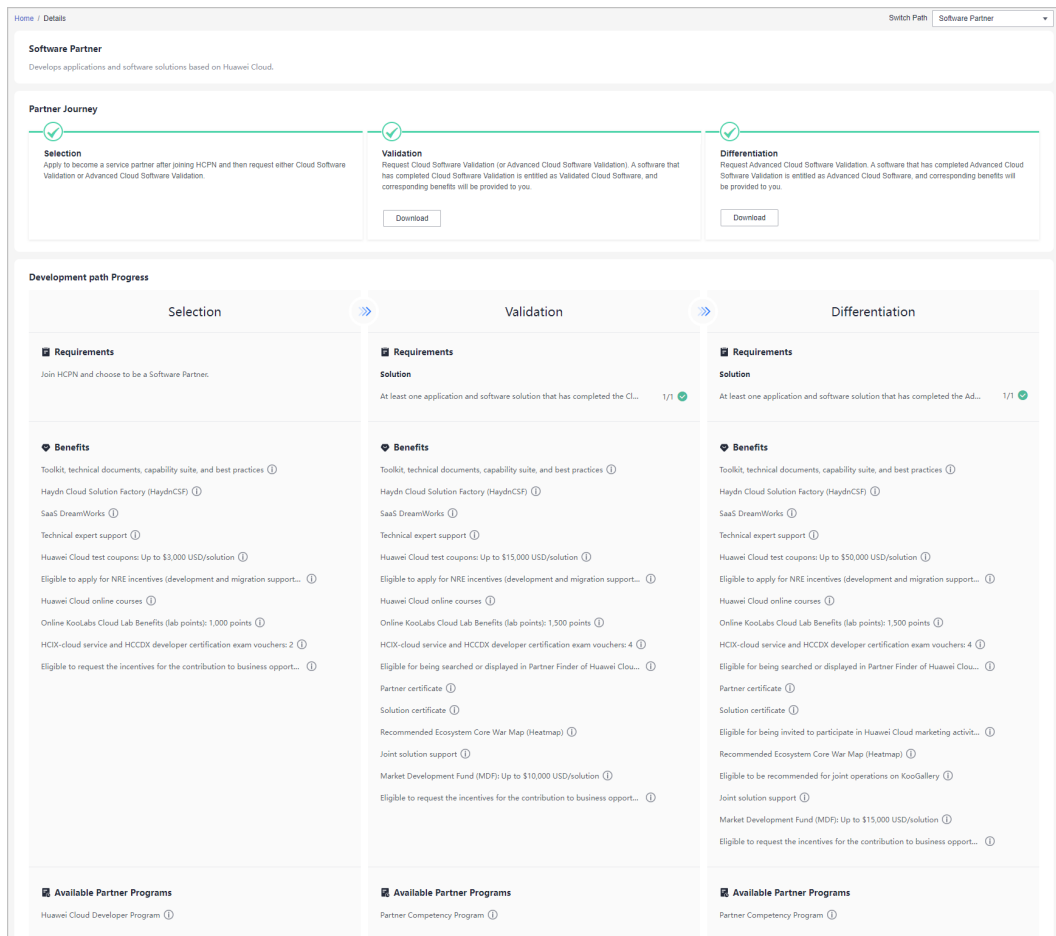 Home / Details
Switch Path Software Partner
Software Partner
Develops applications and software solutions based on Huawei Cloud.
Partner Journey
Selection
Apply to become a service partner after joining HCPN and then request either Cloud Software
Validation or Advanced Cloud Software Validation.
Validation
Request Cloud Software Validation (or Advanced Cloud Software Validation). A software that
has completed Cloud Software Validation is entitled as Validated Cloud Software, and
corresponding benefits will be provided to you.
Download
Differentiation
Request Advanced Cloud Software Validation. A software that has completed Advanced Cloud
Software Validation is entitled as Advanced Cloud Software, and corresponding benefits will
be provided to you.
Download
Development path Progress
Selection
Requirements
Join HCPN and choose to be a Software Partner.
Benefits
Toolkit, technical documents, capability suite, and best practices
Haydn Cloud Solution Factory (HaydnCSF)
SaaS DreamWorks
Technical expert support
Huawei Cloud test coupons: Up to $3,000 USD/solution
Eligible to apply for NRE incentives (development and migration support...
Huawei Cloud online courses
Online KooLabs Cloud Lab Benefits (lab points): 1,000 points
HCIX-cloud service and HCCDX developer certification exam vouchers: 2
Eligible to request the incentives for the contribution to business opport...
Available Partner Programs
Huawei Cloud Developer Program
Validation
Requirements
Solution
At least one application and software solution that has completed the Cl... 1/1
Benefits
Toolkit, technical documents, capability suite, and best practices
Haydn Cloud Solution Factory (HaydnCSF)
SaaS DreamWorks
Technical expert support
Huawei Cloud test coupons: Up to $15,000 USD/solution
Eligible to apply for NRE incentives (development and migration support...
Huawei Cloud online courses
Online KooLabs Cloud Lab Benefits (lab points): 1,500 points
HCIX-cloud service and HCCDX developer certification exam vouchers: 4
Eligible for being searched or displayed in Partner Finder of Huawei Clou...
Partner certificate
Solution certificate
Recommended Ecosystem Core War Map (Heatmap)
Joint solution support
Market Development Fund (MDF): Up to $10,000 USD/solution
Eligible to request the incentives for the contribution to business opport...
Available Partner Programs
Partner Competency Program
Differentiation
Requirements
Solution
At least one application and software solution that has completed the Ad... 1/1
Benefits
Toolkit, technical documents, capability suite, and best practices
Haydn Cloud Solution Factory (HaydnCSF)
SaaS DreamWorks
Technical expert support
Huawei Cloud test coupons: Up to $50,000 USD/solution
Eligible to apply for NRE incentives (development and migration support...
Huawei Cloud online courses
Online KooLabs Cloud Lab Benefits (lab points): 1,500 points
HCIX-cloud service and HCCDX developer certification exam vouchers: 4
Eligible for being searched or displayed in Partner Finder of Huawei Clou...
Partner certificate
Solution certificate
Eligible for being invited to participate in Huawei Cloud marketing activit...
Recommended Ecosystem Core War Map (Heatmap)
Eligible to be recommended for joint operations on KooGallery
Joint solution support
Market Development Fund (MDF): Up to $15,000 USD/solution
Eligible to request the incentives for the contribution to business opport...
Available Partner Programs
Partner Competency Program